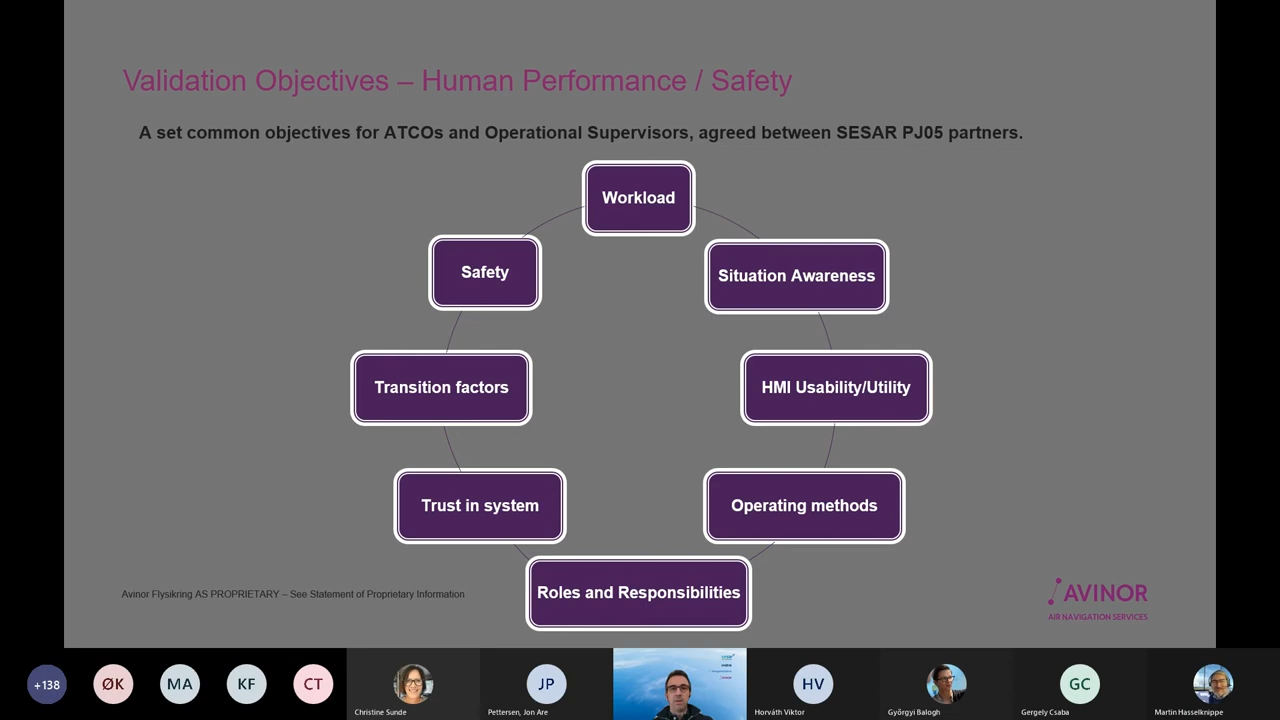 Validation Objectives – Human Performance / Safety
A set common objectives for ATCOs and Operational Supervisors, agreed between SESAR PJ05 partners.
Workload
Safety
Situation Awareness
Transition factors
HMI Usability/Utility
Trust in system
Operating methods
Roles and Responsibilities
Avinor Flysikring AS PROPRIETARY – See Statement of Proprietary Information
AVINOR
AIR NAVIGATION SERVICES
+138
ØK
MA
KF
CT
Christine Sunde
JP
Pettersen, Jon Are
HV
Horváth Viktor
Györgyi Balogh
GC
Gergely Csaba
Martin Hasselknippe